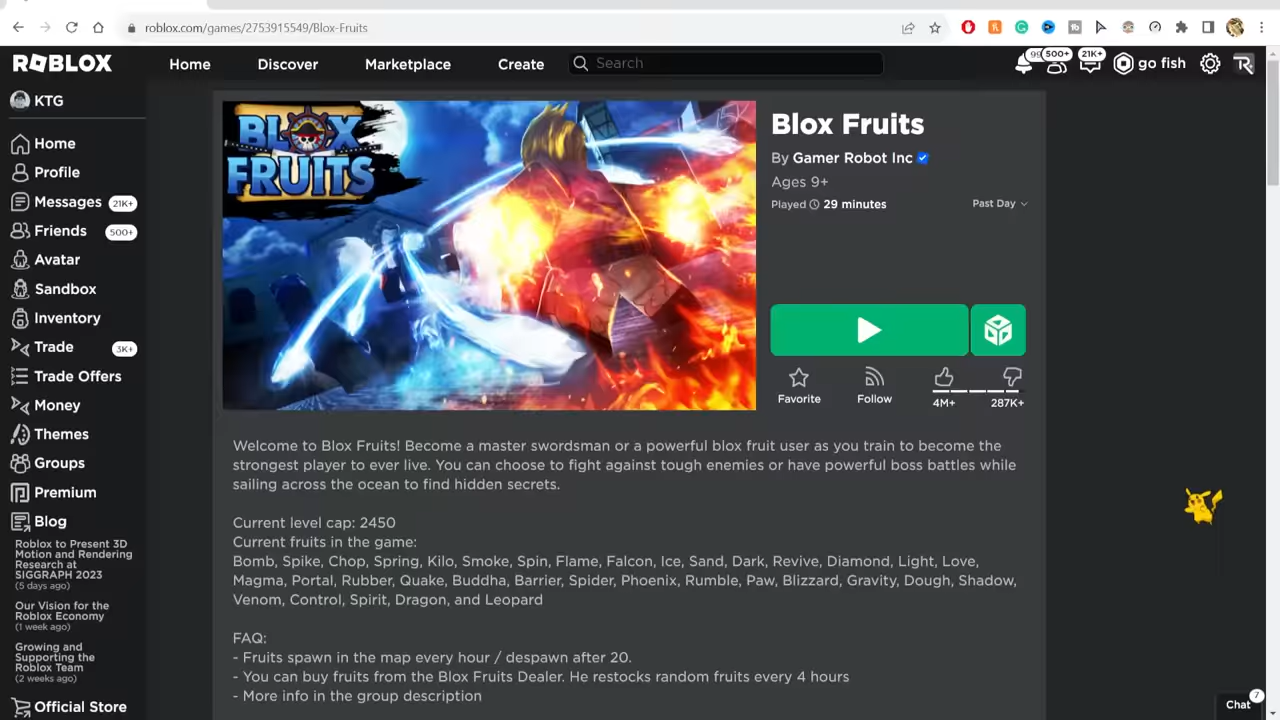 roblox.com/games/2753915549/Blox-Fruits
ROBLOX
Home
Discover
Marketplace
Create
Search
99
500+
21K+
go fish
KTG
Home
Profile
Messages 21K+
Friends 500+
Avatar
Sandbox
Inventory
Trade 3K+
Trade Offers
Money
Themes
Groups
Premium
Blog
Roblox to Present 3D
Motion and Rendering
Research at
SIGGRAPH 2023
(5 days ago)
Our Vision for the
Roblox Economy
(1 week ago)
Growing and
Supporting the
Roblox Team
(2 weeks ago)
Official Store
BLOX
FRUITS
Blox Fruits
By Gamer Robot Inc
Ages 9+
Played 29 minutes
Past Day
Favorite
Follow
4M+
287K+
Welcome to Blox Fruits! Become a master swordsman or a powerful blox fruit user as you train to become the
strongest player to ever live. You can choose to fight against tough enemies or have powerful boss battles while
sailing across the ocean to find hidden secrets.
Current level cap: 2450
Current fruits in the game:
Bomb, Spike, Chop, Spring, Kilo, Smoke, Spin, Flame, Falcon, Ice, Sand, Dark, Revive, Diamond, Light, Love,
Magma, Portal, Rubber, Quake, Buddha, Barrier, Spider, Phoenix, Rumble, Paw, Blizzard, Gravity, Dough, Shadow,
Venom, Control, Spirit, Dragon, and Leopard
FAQ:
- Fruits spawn in the map every hour / despawn after 20.
- You can buy fruits from the Blox Fruits Dealer. He restocks random fruits every 4 hours
- More info in the group description
Chat
7